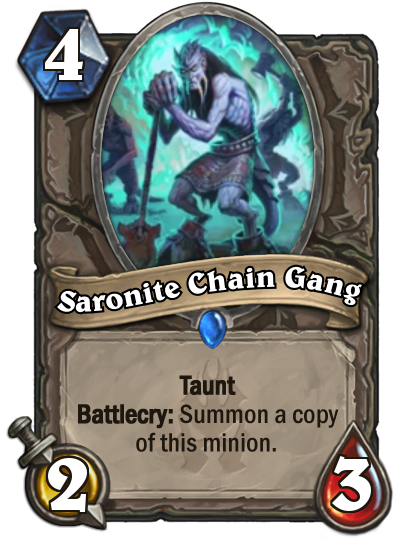 4
Saronite Chain Gang
Taunt
Battlecry: Summon a copy
of this minion.
2
3